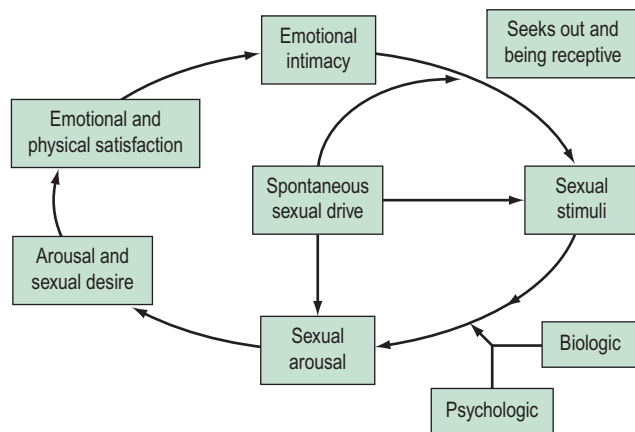 Emotional
intimacy
Seeks out and
being receptive
Emotional and
physical satisfaction
Spontaneous
sexual drive
Sexual
stimuli
Arousal and
sexual desire
Sexual
arousal
Biologic
Psychologic